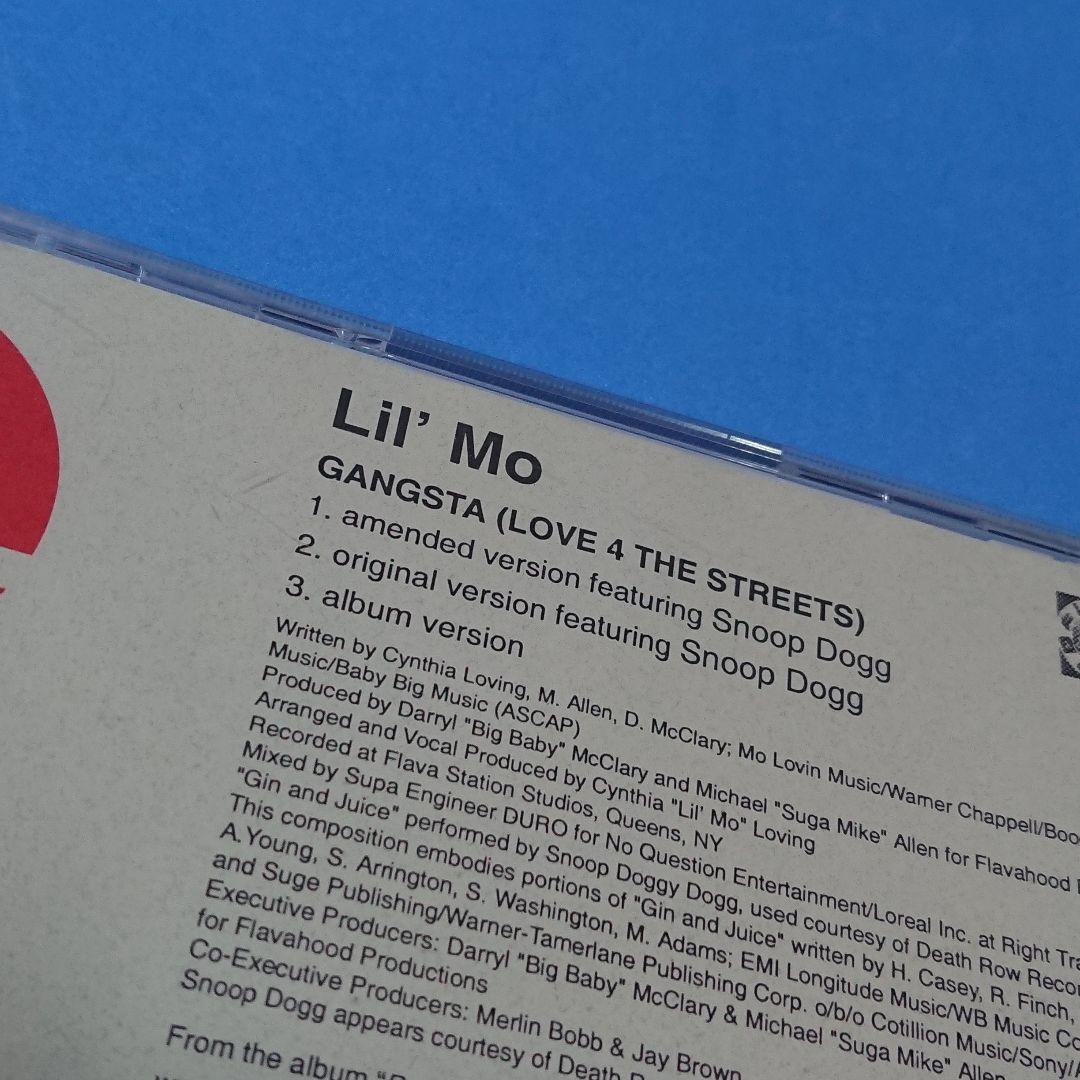 Lil' Mo
GANGSTA (LOVE 4 THE STREETS)
1. amended version featuring Snoop Dogg
2. original version featuring Snoop Dogg
3. album version
Written by Cynthia Loving, M. Allen, D. McClary; Mo Lovin Music/Warner Chappell/Boo
Music/Baby Big Music (ASCAP)
Produced by Darryl "Big Baby" McClary and Michael "Suga Mike" Allen for Flavahood
Arranged and Vocal Produced by Cynthia "Lil' Mo" Loving
Recorded at Flava Station Studios, Queens, NY
Mixed by Supa Engineer DURO for No Question Entertainment/Loreal Inc. at Right Tra
"Gin and Juice" performed by Snoop Doggy Dogg, used courtesy of Death Row Recor
This composition embodies portions of "Gin and Juice" written by H. Casey, R. Finch,
A.Young, S. Arrington, S. Washington, M. Adams; EMI Longitude Music/WB Music Co
and Suge Publishing/Warner-Tamerlane Publishing Corp. o/b/o Cotillion Music/Sony/
Executive Producers: Darryl "Big Baby" McClary & Michael "Suga Mike" Allen
for Flavahood Productions
Co-Executive Producers: Merlin Bobb & Jay Brown
Snoop Dogg appears courtesy of Death
From the album